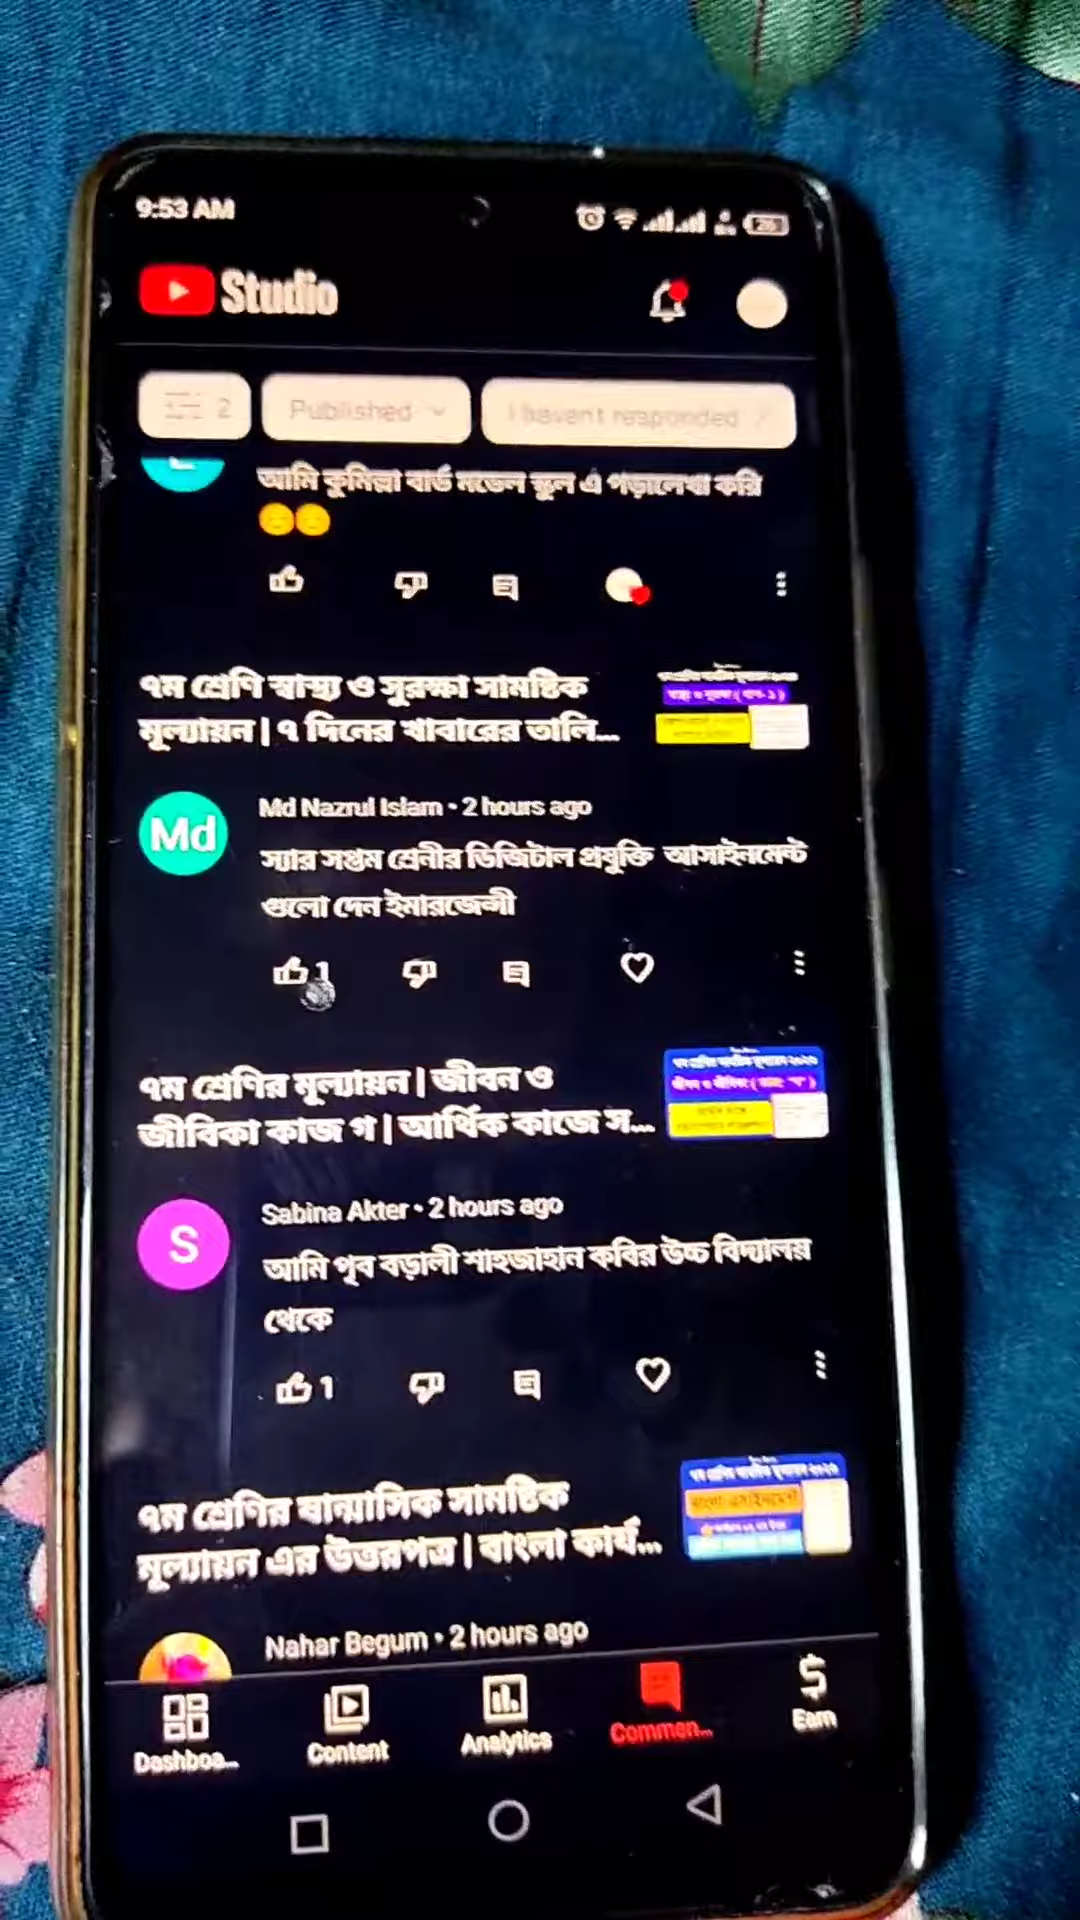 9:53 AM
26
Studio
2
Published
I haven't responded
আমি কুমিল্লা বার্ড মডেল স্কুল এ পড়ালেখা করি
৭ম শ্রেণি স্বাস্থ্য ও সুরক্ষা সামষ্টিক
মূল্যায়ন | ৭ দিনের খাবারের তালি...
Md
Md Nazrul Islam • 2 hours ago
স্যার সপ্তম শ্রেনীর ডিজিটাল প্রযুক্তি আসাইনমেন্ট
গুলো দেন ইমারজেন্সী
1
৭ম শ্রেণির মূল্যায়ন | জীবন ও
জীবিকা কাজ গ | আর্থিক কাজে স...
S
Sabina Akter • 2 hours ago
আমি পূব বড়ালী শাহজাহান কবির উচ্চ বিদ্যালয়
থেকে
1
৭ম শ্রেণির ষান্মাসিক সামষ্টিক
মূল্যায়ন এর উত্তরপত্র | বাংলা কার্য...
Nahar Begum • 2 hours ago
Dashboa...
Content
Analytics
Commen...
Earn